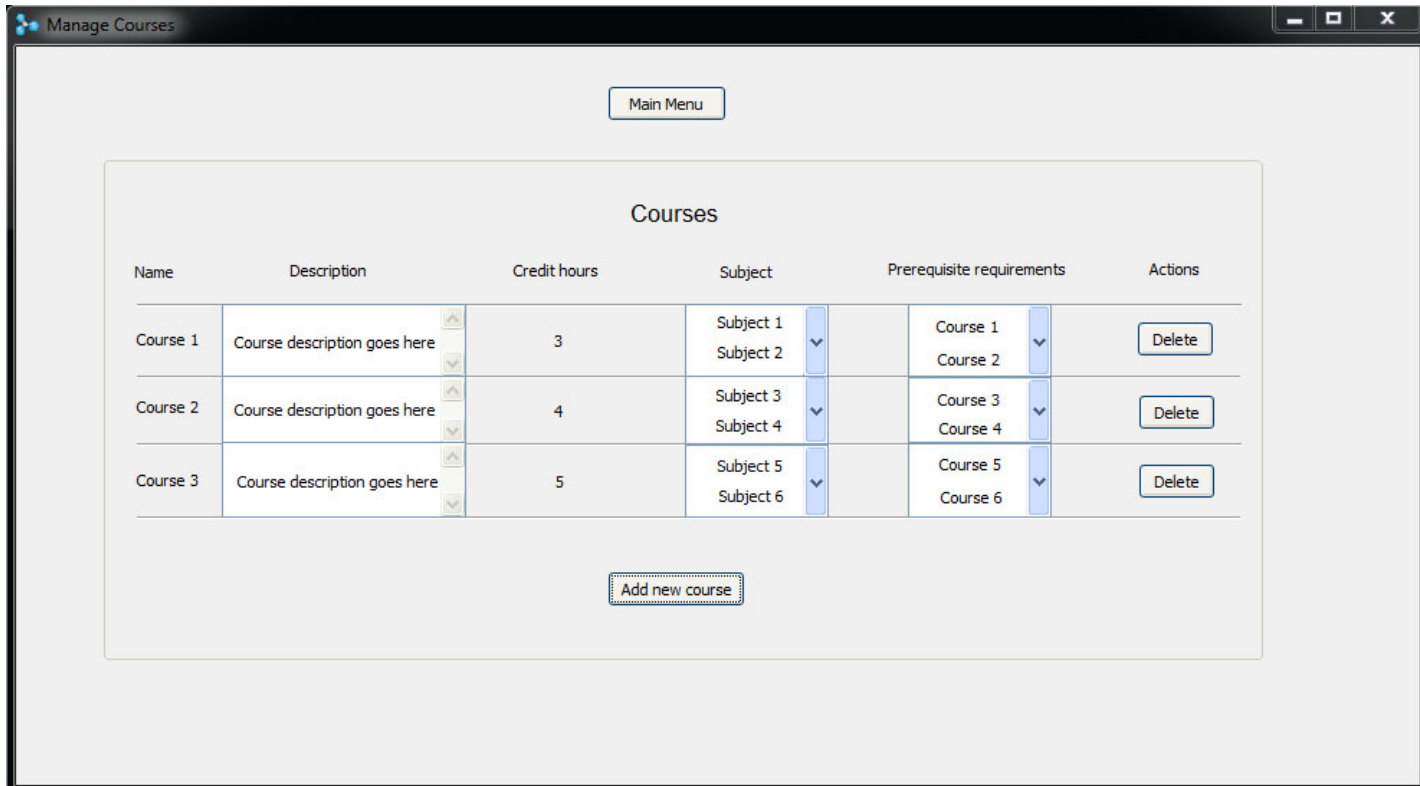 Manage Courses
Main Menu
Courses
Name Description Credit hours Subject Prerequisite requirements Actions
Course 1 Course description goes here 3 Subject 1 Subject 2 Course 1 Course 2 Delete
Course 2 Course description goes here 4 Subject 3 Subject 4 Course 3 Course 4 Delete
Course 3 Course description goes here 5 Subject 5 Subject 6 Course 5 Course 6 Delete
Add new course